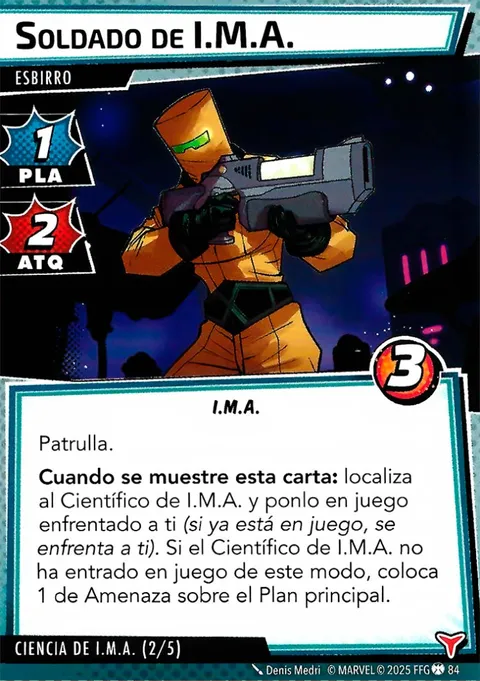 SOLDADO DE I.M.A.
ESBIRRO
1
PLA
2
ATQ
3
I.M.A.
Patrulla.
Cuando se muestre esta carta: localiza
al Científico de I.M.A. y ponlo en juego
enfrentado a ti (si ya está en juego, se
enfrenta a ti). Si el Científico de I.M.A. no
ha entrado en juego de este modo, coloca
1 de Amenaza sobre el Plan principal.
CIENCIA DE I.M.A. (2/5)
Denis Medri © MARVEL © 2025 FFG 84